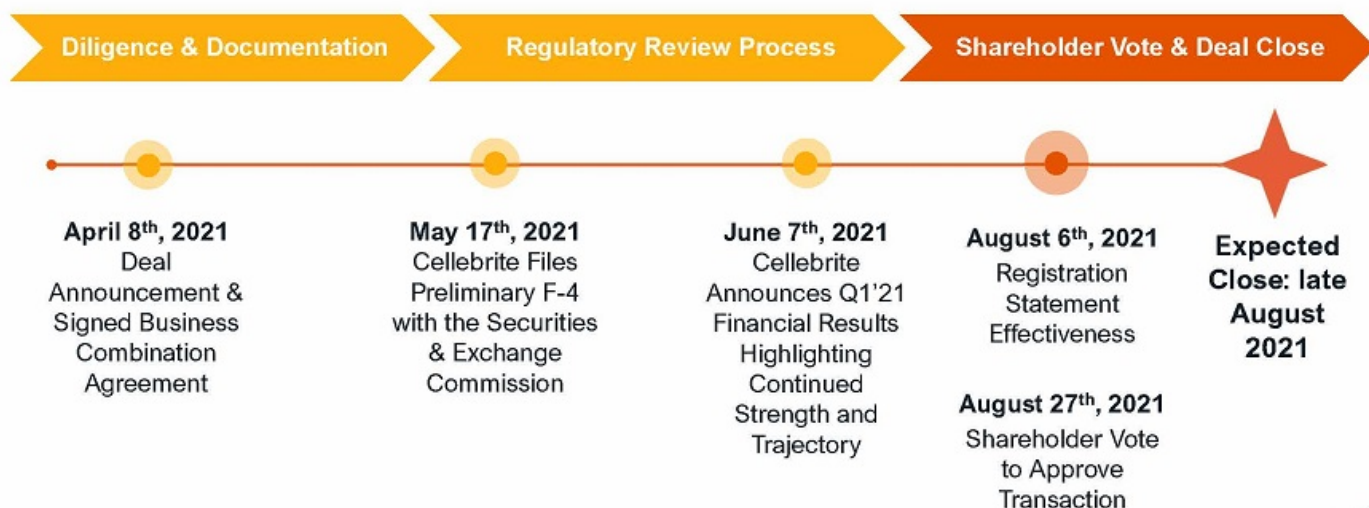 Diligence & Documentation
Regulatory Review Process
Shareholder Vote & Deal Close
April 8th, 2021
Deal
Announcement &
Signed Business
Combination
Agreement
May 17th, 2021
Cellebrite Files
Preliminary F-4
with the Securities
& Exchange
Commission
June 7th, 2021
Cellebrite
Announces Q1'21
Financial Results
Highlighting
Continued
Strength and
Trajectory
August 6th, 2021
Registration
Statement
Effectiveness
August 27th, 2021
Shareholder Vote
to Approve
Transaction
Expected
Close: late
August
2021